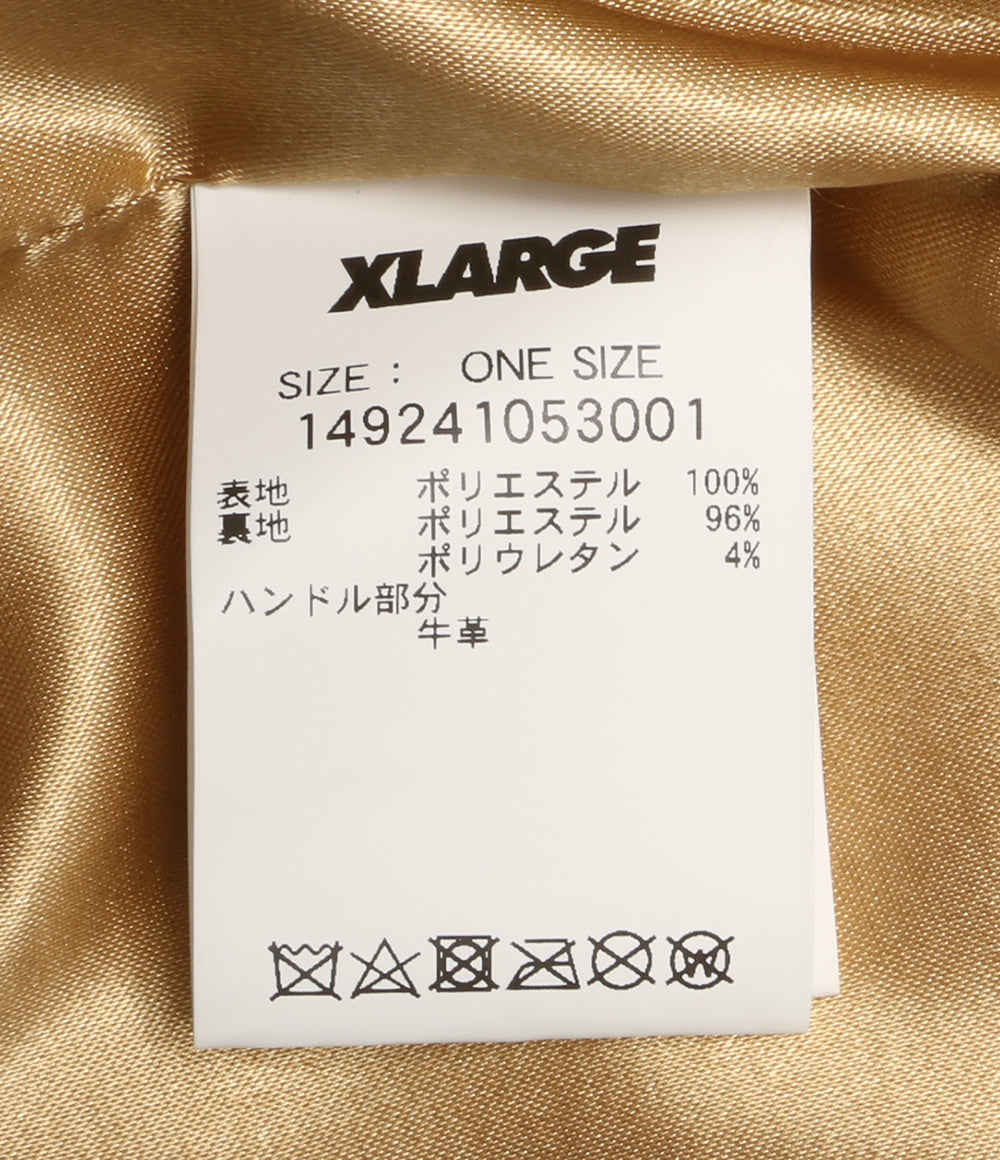 XLARGE
SIZE : ONE SIZE
149241053001
表地 ポリエステル 100%
裏地 ポリエステル 96%
ポリウレタン 4%
ハンドル部分
牛革
W